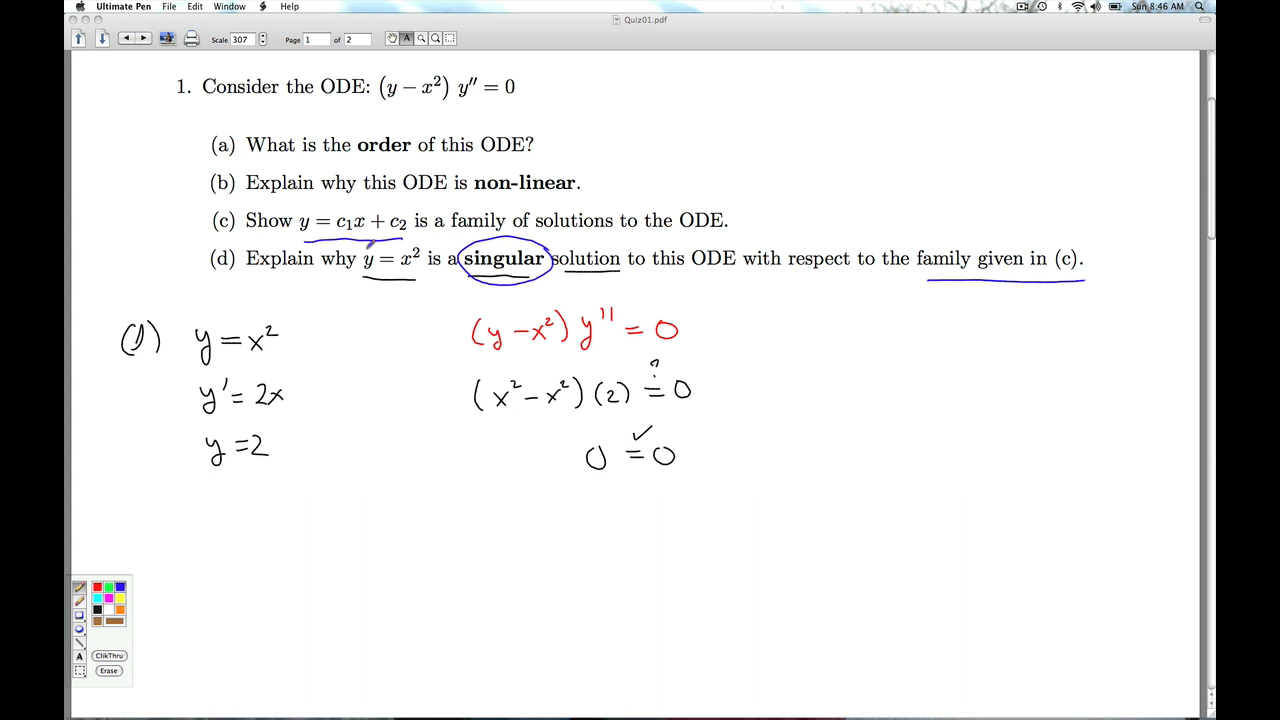 Ultimate Pen File Edit Window Help Sun 8:46 AM
Quiz01.pdf
Scale 307 Page 1 of 2 A
1. Consider the ODE: (y − x²) y″ = 0
(a) What is the order of this ODE?
(b) Explain why this ODE is non-linear.
(c) Show y = c₁x + c₂ is a family of solutions to the ODE.
(d) Explain why y = x² is a singular solution to this ODE with respect to the family given in (c).
(d) y = x² (y − x²) y'' = 0
y' = 2x (x² − x²) (2) ?= 0
y = 2 0 = 0 ✓
A ClikThru
Erase